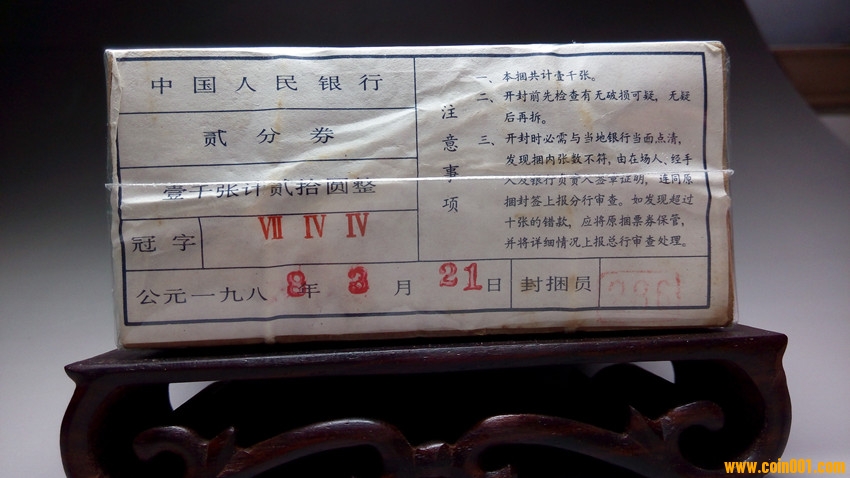 中国人民银行
贰分券
壹千张计贰拾圆整
冠字 VII IV IV
公元一九八8年3月21日 封捆员 286
注意事项
一、本捆共计壹千张。
二、开封前先检查有无破损可疑，无疑
后再拆。
三、开封时必需与当地银行当面点清，
发现捆内张数不符，由在场人、经手
人及银行负责人签章证明，连同原
捆封签上报分行审查。如发现超过
十张的错款，应将原捆票券保管，
并将详细情况上报总行审查处理。
www.coin001.com